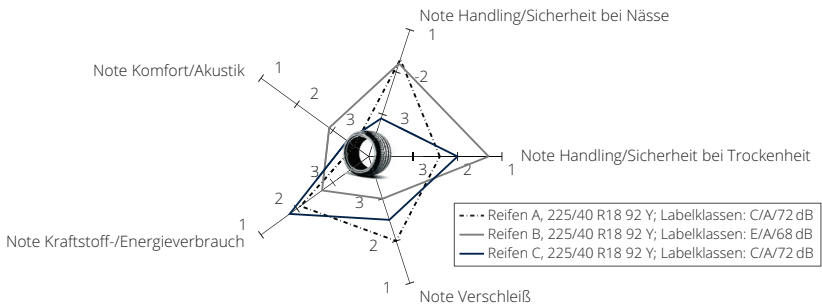 Note Handling/Sicherheit bei Nässe
1
Note Komfort/Akustik
1
-2
2
3
3
Note Handling/Sicherheit bei Trockenheit
3
2
1
3
2
3
1
Note Kraftstoff-/Energieverbrauch
2
1
Note Verschleiß
Reifen A, 225/40 R18 92 Y; Labelklassen: C/A/72 dB
Reifen B, 225/40 R18 92 Y; Labelklassen: E/A/68 dB
Reifen C, 225/40 R18 92 Y; Labelklassen: C/A/72 dB